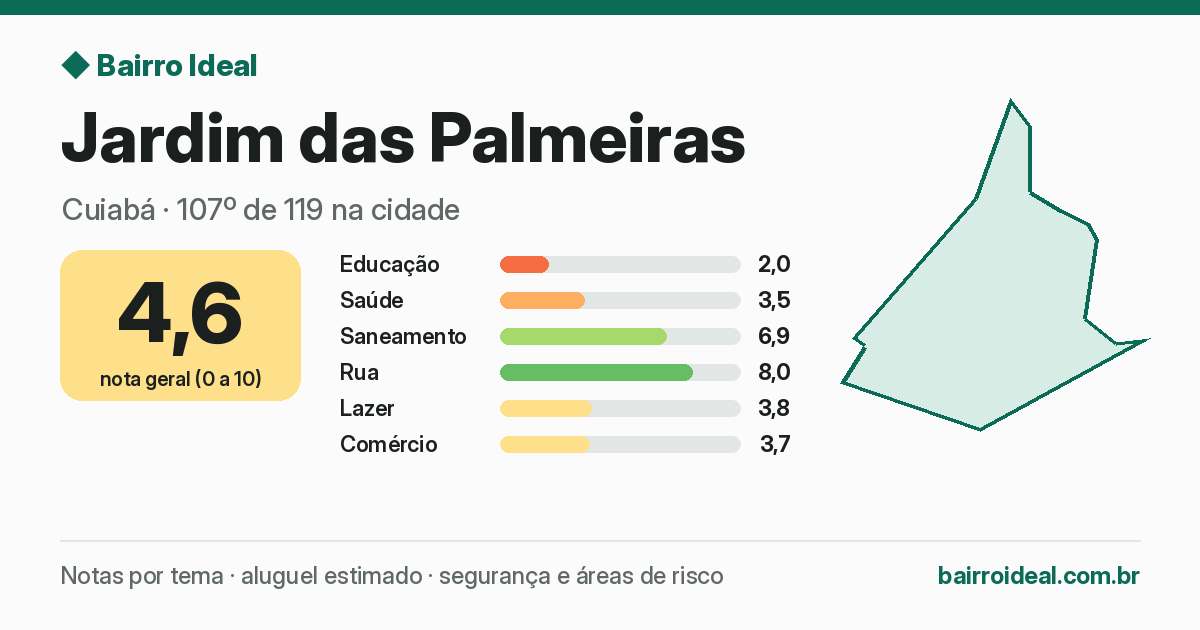 Bairro Ideal
Jardim das Palmeiras
Cuiabá · 107º de 119 na cidade
4,6
nota geral (0 a 10)
Educação 2,0
Saúde 3,5
Saneamento 6,9
Rua 8,0
Lazer 3,8
Comércio 3,7
Notas por tema · aluguel estimado · segurança e áreas de risco
bairroideal.com.br